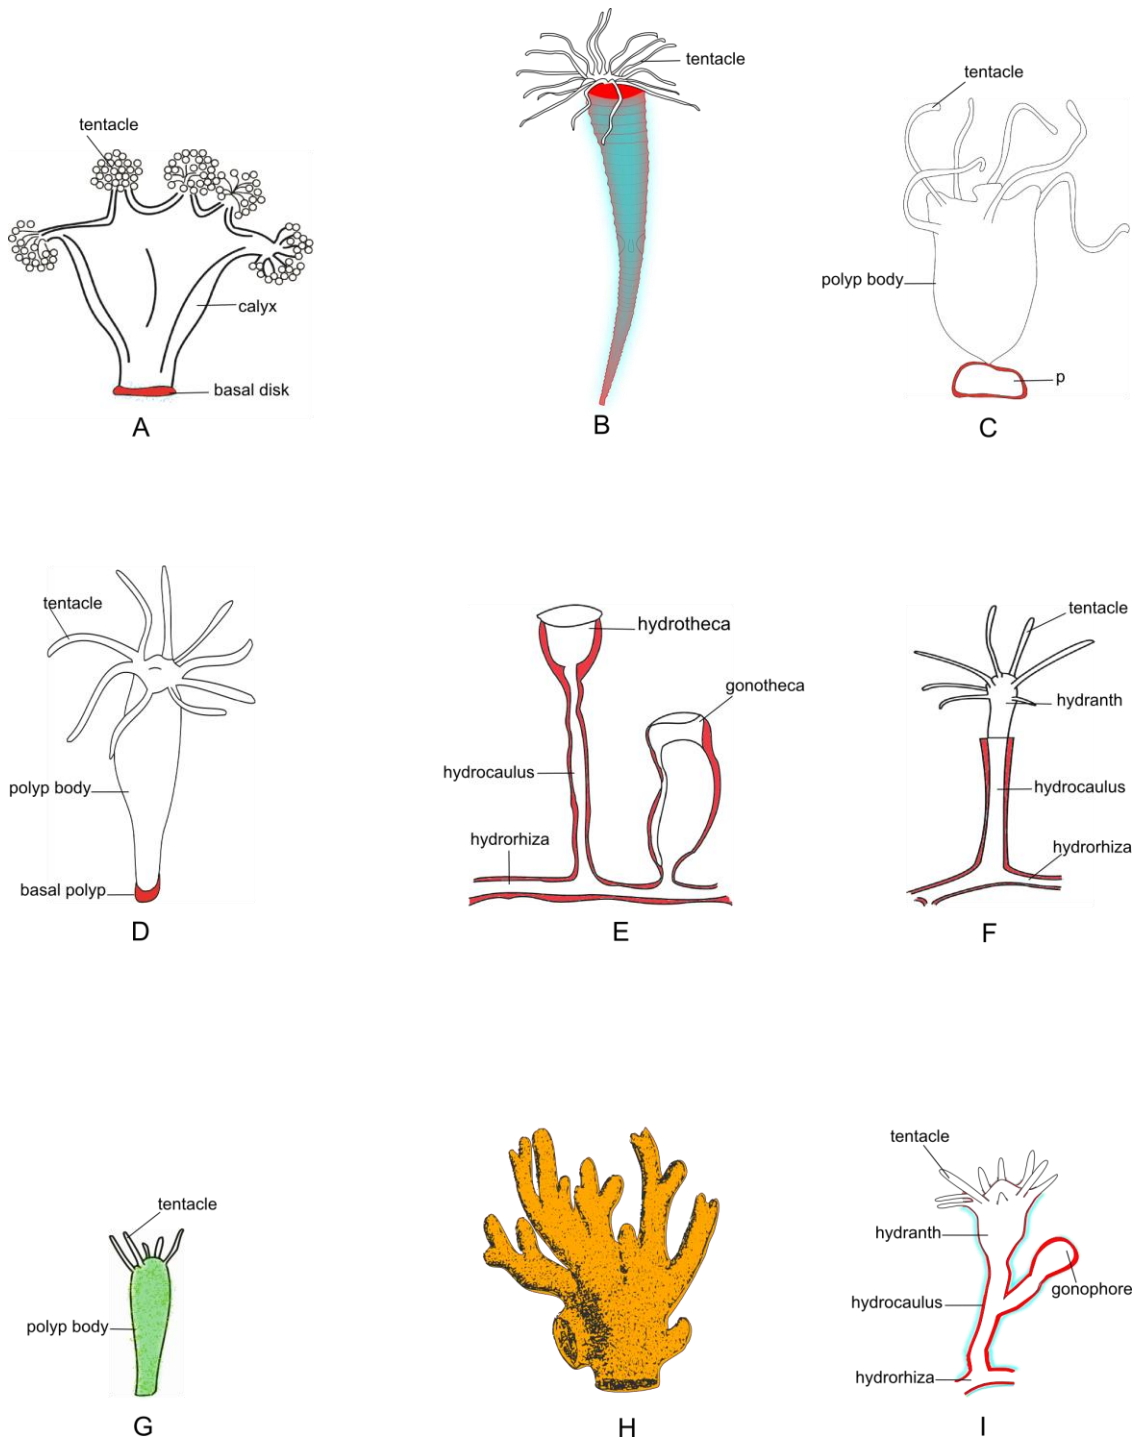 tentacle
calyx
basal disk
A
tentacle
B
tentacle
polyp body
p
C
tentacle
polyp body
basal polyp
D
hydrotheca
gonotheca
hydrocaulus
hydrorhiza
E
tentacle
hydranth
hydrocaulus
hydrorhiza
F
tentacle
polyp body
G
H
tentacle
hydranth
gonophore
hydrocaulus
hydrorhiza
I